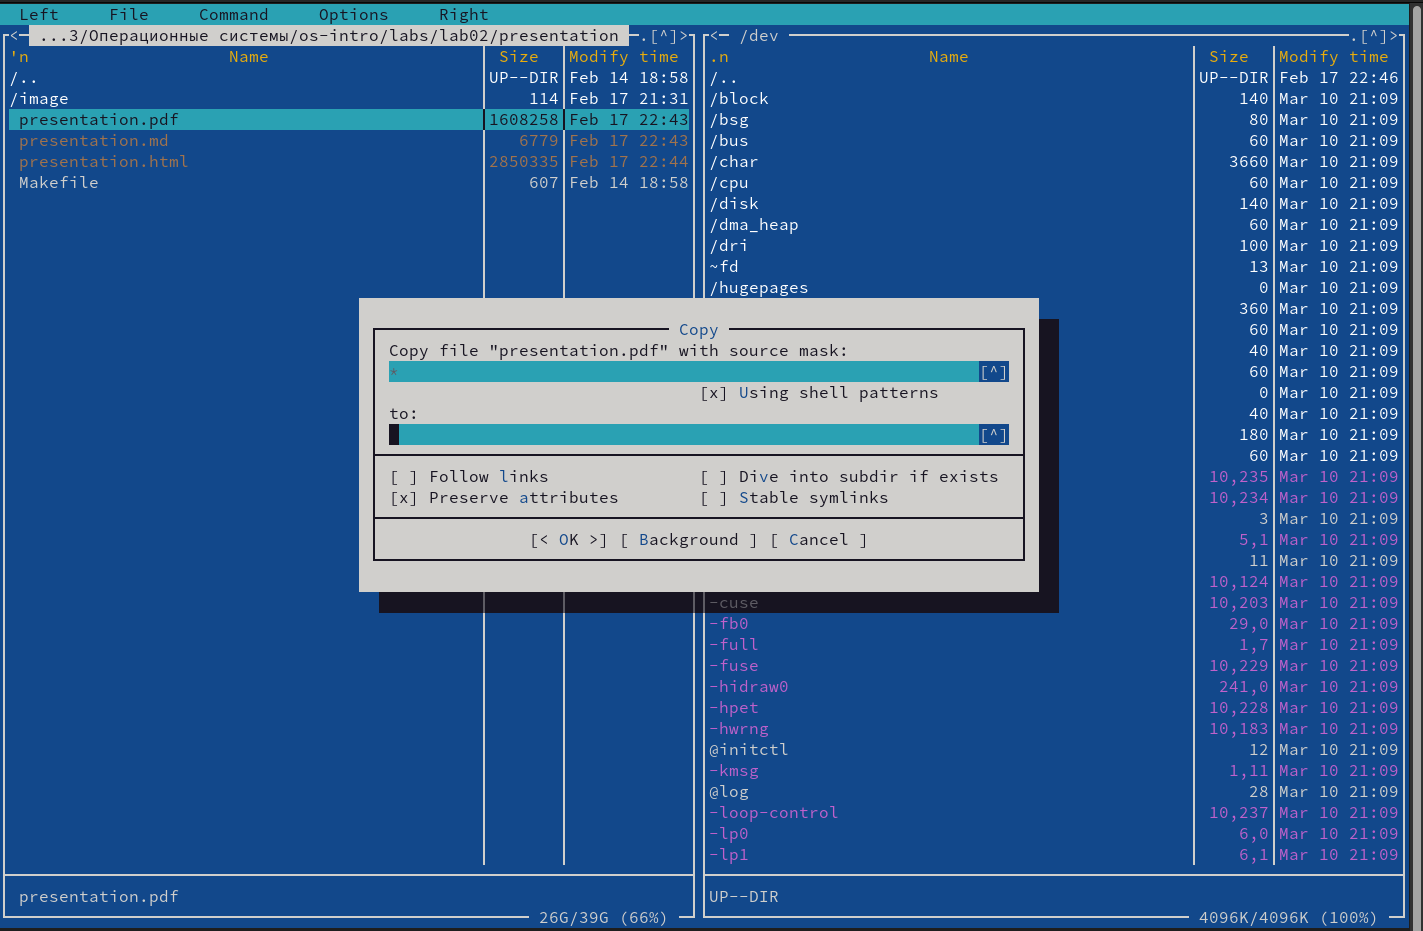 Left File Command Options Right
<─ ...3/Операционные системы/os-intro/labs/lab02/presentation ─.[^]> <─ /dev ─.[^]>
'n Name Size Modify time .n Name Size Modify time
/.. UP--DIR Feb 14 18:58 /.. UP--DIR Feb 17 22:46
/image 114 Feb 17 21:31 /block 140 Mar 10 21:09
presentation.pdf 1608258 Feb 17 22:43 /bsg 80 Mar 10 21:09
presentation.md 6779 Feb 17 22:43 /bus 60 Mar 10 21:09
presentation.html 2850335 Feb 17 22:44 /char 3660 Mar 10 21:09
Makefile 607 Feb 14 18:58 /cpu 60 Mar 10 21:09
/disk 140 Mar 10 21:09
/dma_heap 60 Mar 10 21:09
/dri 100 Mar 10 21:09
~fd 13 Mar 10 21:09
/hugepages 0 Mar 10 21:09
360 Mar 10 21:09
Copy 60 Mar 10 21:09
Copy file "presentation.pdf" with source mask: 40 Mar 10 21:09
* [^] 60 Mar 10 21:09
[x] Using shell patterns 0 Mar 10 21:09
to: 40 Mar 10 21:09
[^] 180 Mar 10 21:09
60 Mar 10 21:09
[ ] Follow links [ ] Dive into subdir if exists 10,235 Mar 10 21:09
[x] Preserve attributes [ ] Stable symlinks 10,234 Mar 10 21:09
3 Mar 10 21:09
[< OK >] [ Background ] [ Cancel ] 5,1 Mar 10 21:09
11 Mar 10 21:09
10,124 Mar 10 21:09
-cuse 10,203 Mar 10 21:09
-fb0 29,0 Mar 10 21:09
-full 1,7 Mar 10 21:09
-fuse 10,229 Mar 10 21:09
-hidraw0 241,0 Mar 10 21:09
-hpet 10,228 Mar 10 21:09
-hwrng 10,183 Mar 10 21:09
@initctl 12 Mar 10 21:09
-kmsg 1,11 Mar 10 21:09
@log 28 Mar 10 21:09
-loop-control 10,237 Mar 10 21:09
-lp0 6,0 Mar 10 21:09
-lp1 6,1 Mar 10 21:09
presentation.pdf UP--DIR
26G/39G (66%) 4096K/4096K (100%)